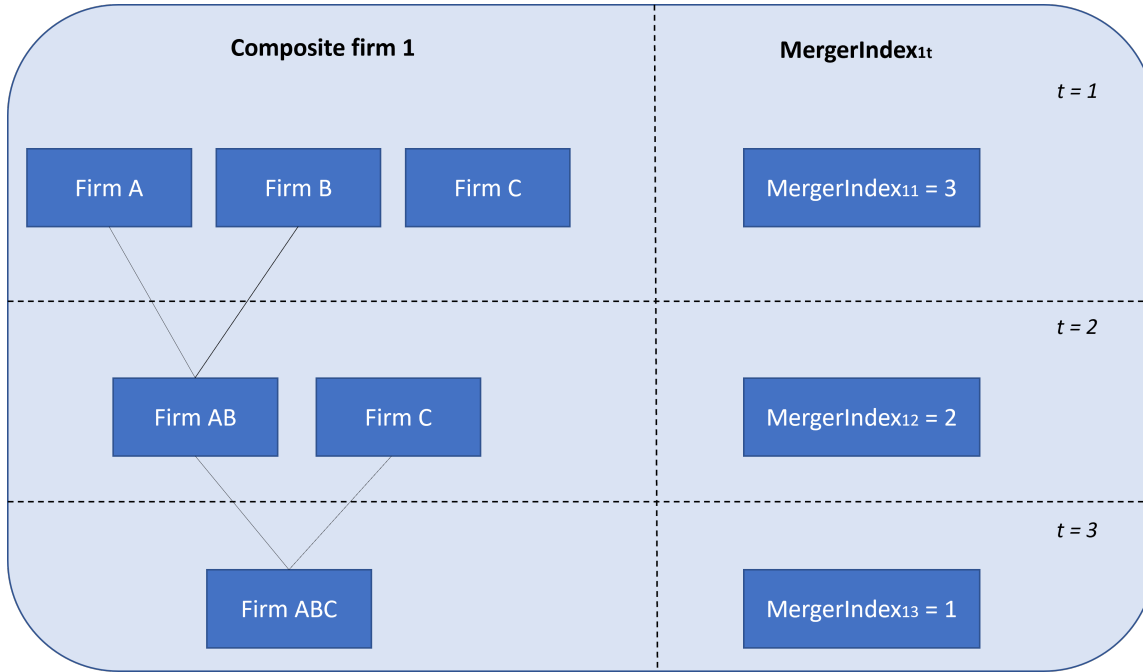 Composite firm 1
MergerIndex1t
t = 1
Firm A
Firm B
Firm C
MergerIndex11 = 3
t = 2
Firm AB
Firm C
MergerIndex12 = 2
t = 3
Firm ABC
MergerIndex13 = 1